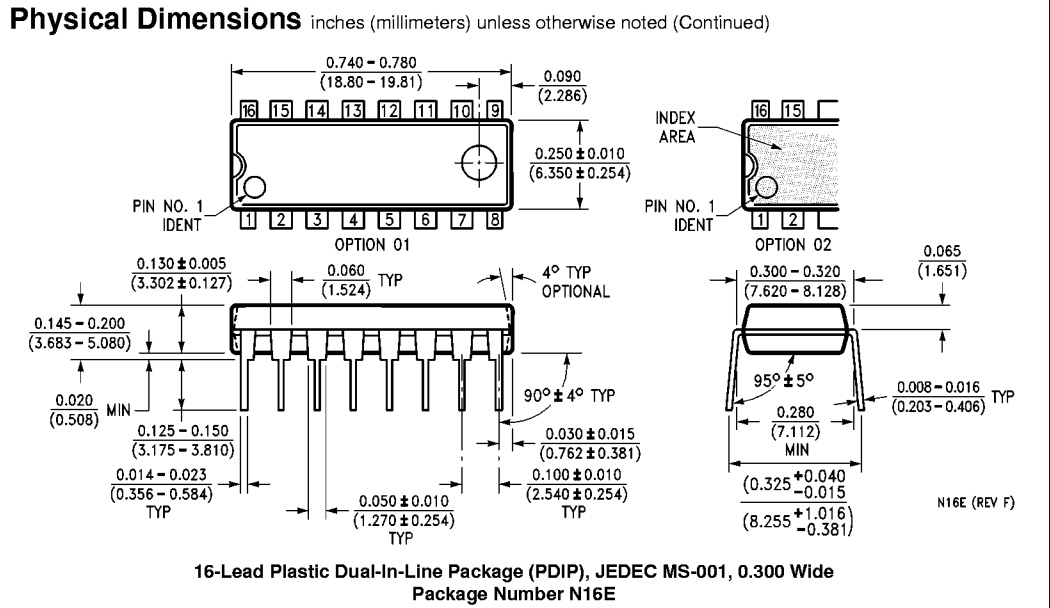 Physical Dimensions inches (millimeters) unless otherwise noted (Continued)
0.740 – 0.780
(18.80 – 19.81)
0.090
(2.286)
16 15 14 13 12 11 10 9
0.250 ± 0.010
(6.350 ± 0.254)
PIN NO. 1
IDENT
1 2 3 4 5 6 7 8
OPTION 01
16 15
INDEX
AREA
PIN NO. 1
IDENT
1 2
OPTION 02
0.130 ± 0.005
(3.302 ± 0.127)
0.060
(1.524)
TYP
4° TYP
OPTIONAL
0.300 – 0.320
(7.620 – 8.128)
0.065
(1.651)
0.145 – 0.200
(3.683 – 5.080)
95° ± 5°
0.008 – 0.016
(0.203 – 0.406)
TYP
90° ± 4° TYP
0.020
(0.508)
MIN
0.280
(7.112)
MIN
0.125 – 0.150
(3.175 – 3.810)
0.030 ± 0.015
(0.762 ± 0.381)
0.014 – 0.023
(0.356 – 0.584)
TYP
0.100 ± 0.010
(2.540 ± 0.254)
TYP
0.050 ± 0.010
(1.270 ± 0.254)
TYP
(0.325 +0.040
−0.015
(8.255 +1.016
−0.381)
N16E (REV F)
16-Lead Plastic Dual-In-Line Package (PDIP), JEDEC MS-001, 0.300 Wide
Package Number N16E